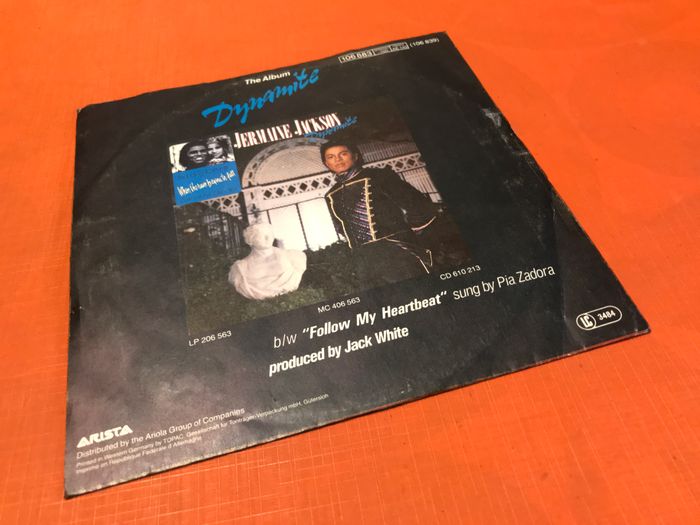 The Album
106 883
(106 839)
Dynamite
JERMAINE JACKSON
Dynamite
When the rain begins to fall
LP 206 563
MC 406 563
CD 610 213
b/w "Follow My Heartbeat" sung by Pia Zadora
produced by Jack White
LC
3484
ARISTA
Distributed by the Ariola Group of Companies
Printed in Western Germany by TOPAC, Gesellschaft für Tonträger-Verpackung mbH, Gütersloh
Imprimé en République Fédérale d'Allemagne